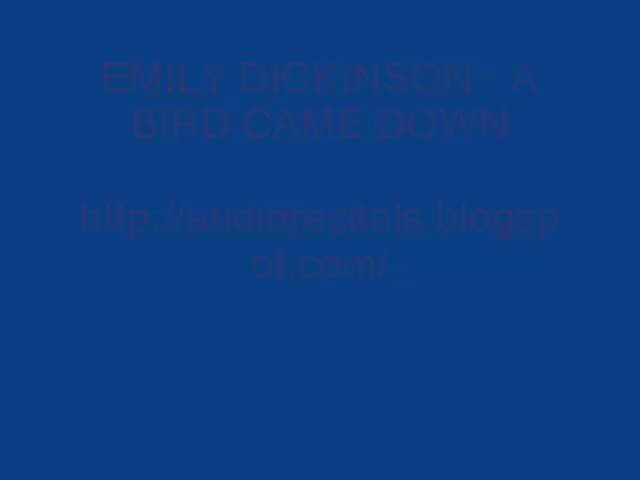 EMILY DICKINSON - A
BIRD CAME DOWN
http://audiorecitals.blogsp
ot.com/